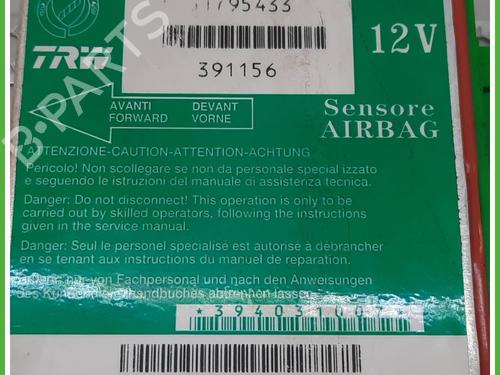 51795433
TRW
391156
12V
AVANTI DEVANT
FORWARD VORNE
Sensore
AIRBAG
ATTENZIONE-CAUTION-ATTENTION-ACHTUNG
Pericolo! Non scollegare se non da personale specializzato
e seguendo le istruzioni del manuale di assistenza tecnica.
Danger: Do not disconnect! This operation is only to be
carried out by skilled operators, following the instructions
given in the service manual.
Danger: Seul le personel specialisé est autorisé à débrancher
en se tenant aux instructions du manuel de reparation.
nur von Fachpersonal und nach den Anweisungen
des
B-PARTS